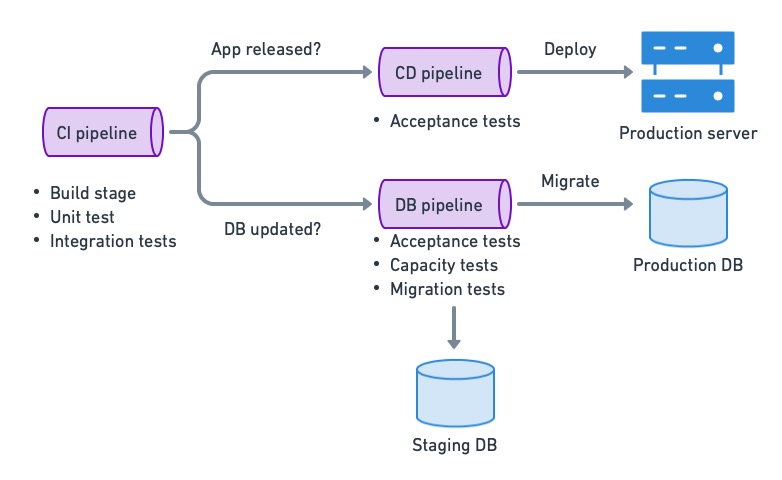 App released?
CD pipeline
Deploy
• Acceptance tests
Production server
CI pipeline
• Build stage
• Unit test
• Integration tests
DB updated?
DB pipeline
Migrate
• Acceptance tests
• Capacity tests
• Migration tests
Production DB
Staging DB